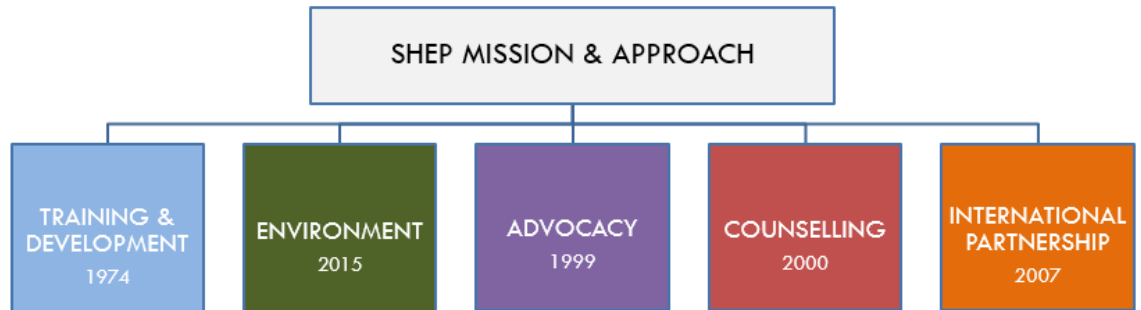 SHEP MISSION & APPROACH
TRAINING &
DEVELOPMENT
1974
ENVIRONMENT
2015
ADVOCACY
1999
COUNSELLING
2000
INTERNATIONAL
PARTNERSHIP
2007